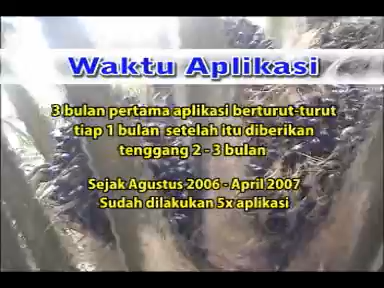 Waktu Aplikasi
3 bulan pertama aplikasi berturut-turut
tiap 1 bulan setelah itu diberikan
tenggang 2 - 3 bulan
Sejak Agustus 2006 - April 2007
Sudah dilakukan 5x aplikasi